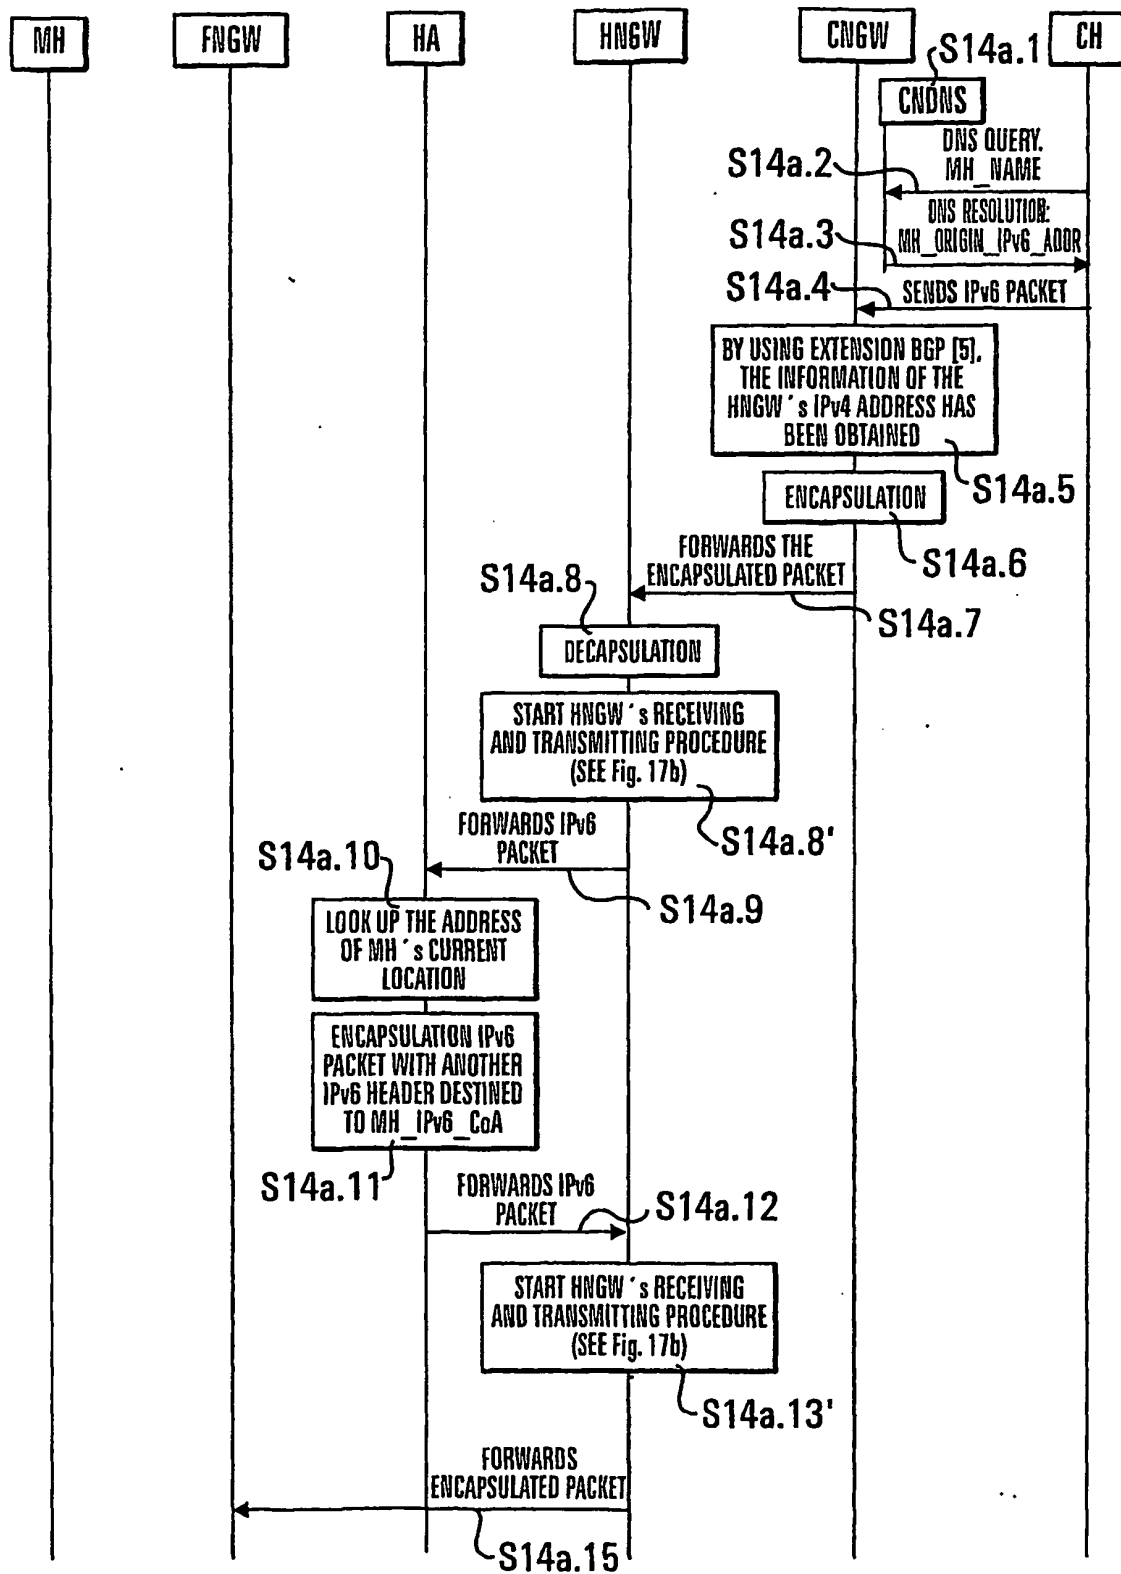 MH
FNGW
HA
HNGW
CNGW
CH
S14a.1
CNDNS
DNS QUERY.
MH_NAME
S14a.2
DNS RESOLUTION:
MH_ORIGIN_IPv6_ADDR
S14a.3
S14a.4
SENDS IPv6 PACKET
BY USING EXTENSION BGP [5],
THE INFORMATION OF THE
HNGW´s IPv4 ADDRESS HAS
BEEN OBTAINED
S14a.5
ENCAPSULATION
S14a.6
FORWARDS THE
ENCAPSULATED PACKET
S14a.7
S14a.8
DECAPSULATION
START HNGW´s RECEIVING
AND TRANSMITTING PROCEDURE
(SEE Fig. 17b)
S14a.8'
FORWARDS IPv6
PACKET
S14a.9
S14a.10
LOOK UP THE ADDRESS
OF MH´s CURRENT
LOCATION
ENCAPSULATION IPv6
PACKET WITH ANOTHER
IPv6 HEADER DESTINED
TO MH_IPv6_CoA
S14a.11
FORWARDS IPv6
PACKET
S14a.12
START HNGW´s RECEIVING
AND TRANSMITTING PROCEDURE
(SEE Fig. 17b)
S14a.13'
FORWARDS
ENCAPSULATED PACKET
S14a.15